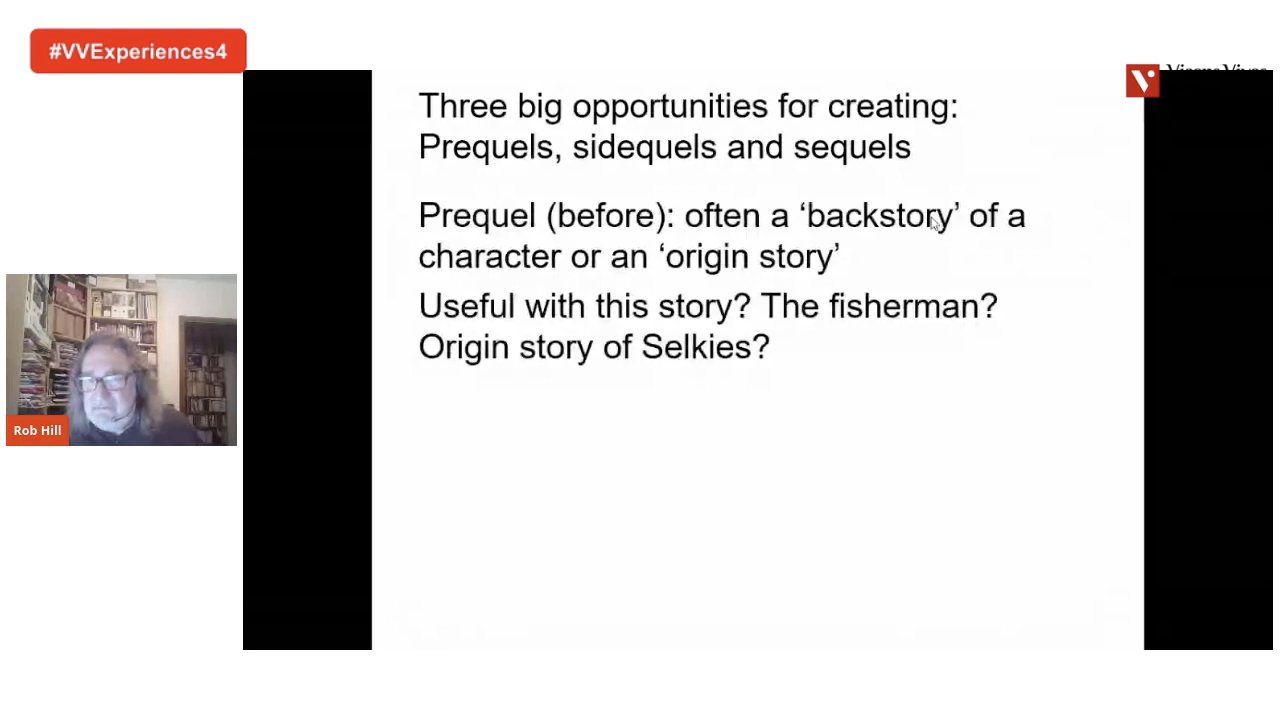 #VVExperiences4
Three big opportunities for creating:
Prequels, sidequels and sequels
Prequel (before): often a ‘backstory’ of a
character or an ‘origin story’
Useful with this story? The fisherman?
Origin story of Selkies?
Rob Hill